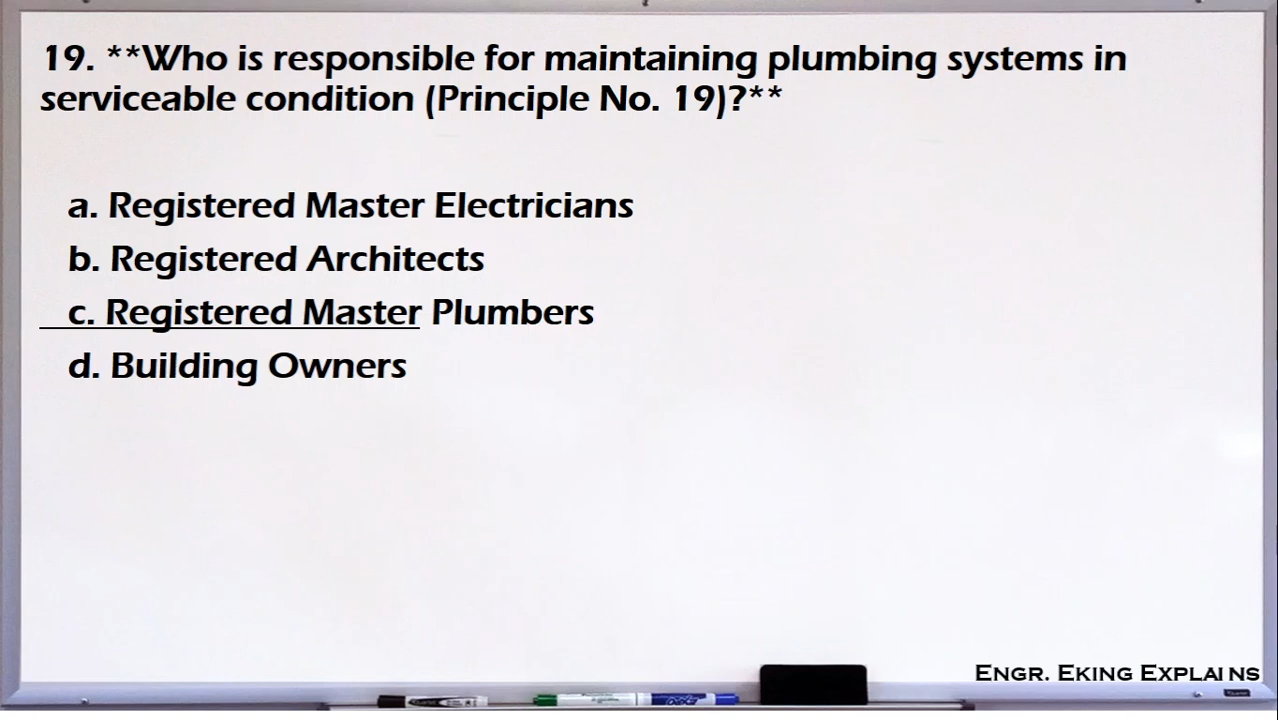 19. **Who is responsible for maintaining plumbing systems in
serviceable condition (Principle No. 19)?**
a. Registered Master Electricians
b. Registered Architects
c. Registered Master Plumbers
d. Building Owners
ENGR. EKING EXPLAINS